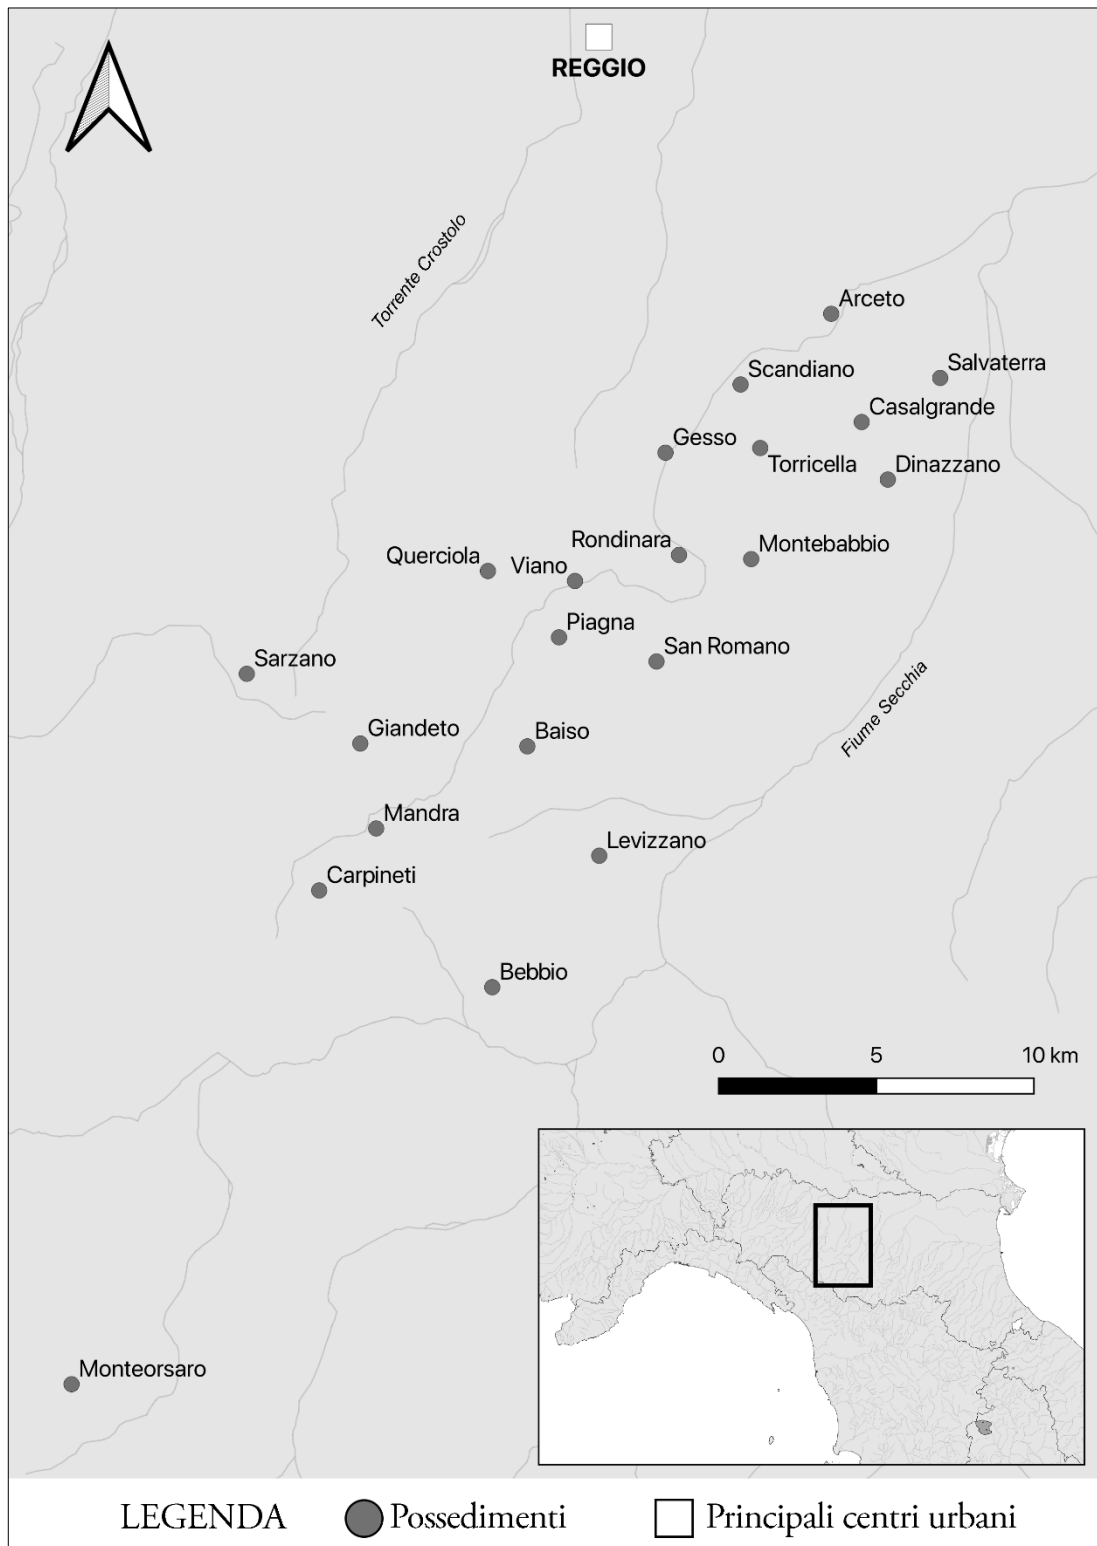 REGGIO
Torrente Crostolo
Arceto
Salvaterra
Scandiano
Casalgrande
Gesso
Torricella
Dinazzano
Rondinara
Montebabbio
Querciola
Viano
Piagna
San Romano
Sarzano
Fiume Secchia
Giandeto
Baiso
Mandra
Levizzano
Carpineti
Bebbio
0 5 10 km
Monteorsaro
LEGENDA Possedimenti Principali centri urbani